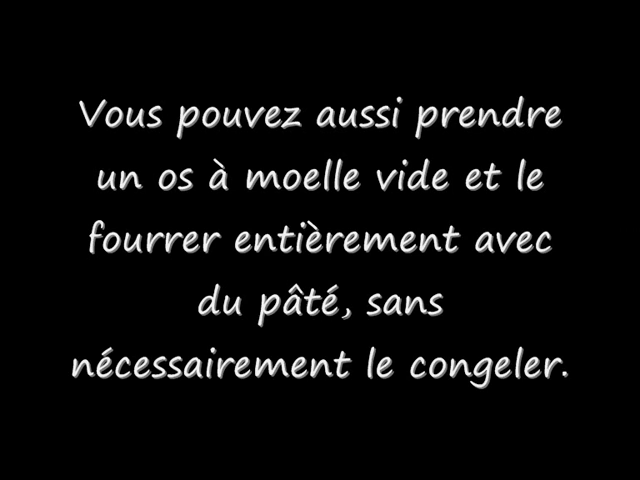 Vous pouvez aussi prendre
un os à moelle vide et le
fourrer entièrement avec
du pâté, sans
nécessairement le congeler.